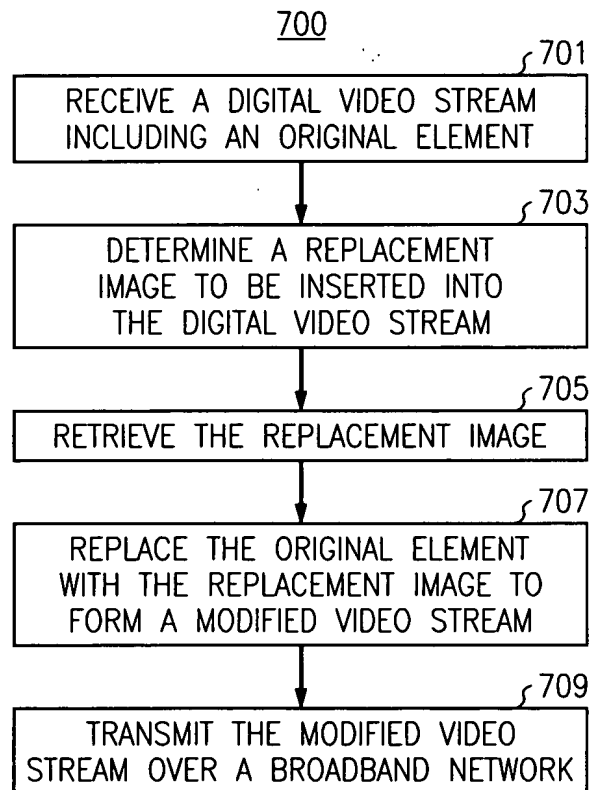 700
701
RECEIVE A DIGITAL VIDEO STREAM
INCLUDING AN ORIGINAL ELEMENT
703
DETERMINE A REPLACEMENT
IMAGE TO BE INSERTED INTO
THE DIGITAL VIDEO STREAM
705
RETRIEVE THE REPLACEMENT IMAGE
707
REPLACE THE ORIGINAL ELEMENT
WITH THE REPLACEMENT IMAGE TO
FORM A MODIFIED VIDEO STREAM
709
TRANSMIT THE MODIFIED VIDEO
STREAM OVER A BROADBAND NETWORK